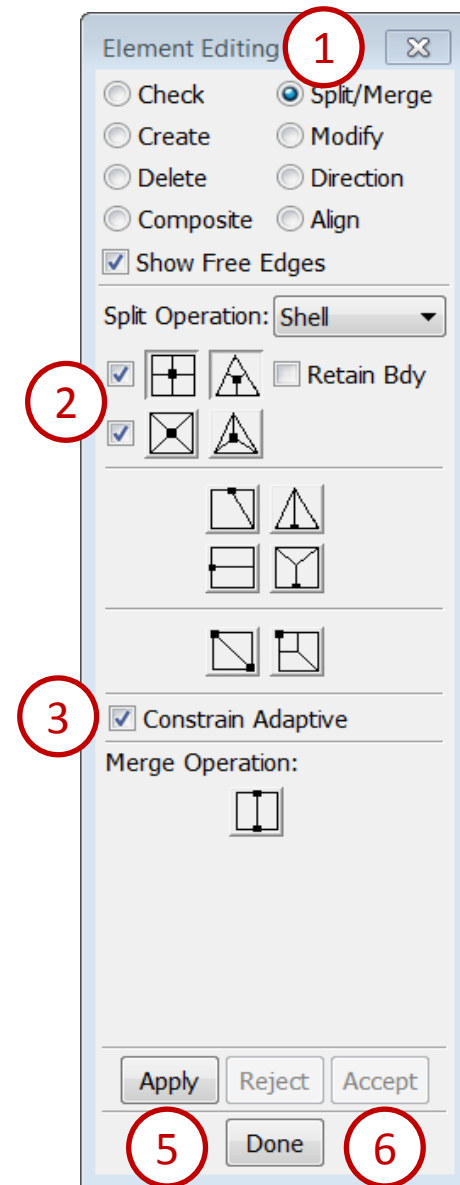 Element Editing 1
Check Split/Merge
Create Modify
Delete Direction
Composite Align
Show Free Edges
Split Operation: Shell
Retain Bdy
2
3 Constrain Adaptive
Merge Operation:
Apply Reject Accept
5 Done 6